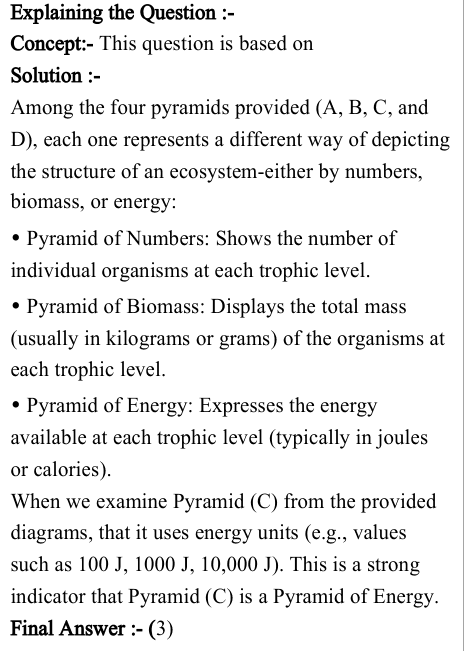 Explaining the Question :-
Concept:- This question is based on
Solution :-
Among the four pyramids provided (A, B, C, and
D), each one represents a different way of depicting
the structure of an ecosystem-either by numbers,
biomass, or energy:
• Pyramid of Numbers: Shows the number of
individual organisms at each trophic level.
• Pyramid of Biomass: Displays the total mass
(usually in kilograms or grams) of the organisms at
each trophic level.
• Pyramid of Energy: Expresses the energy
available at each trophic level (typically in joules
or calories).
When we examine Pyramid (C) from the provided
diagrams, that it uses energy units (e.g., values
such as 100 J, 1000 J, 10,000 J). This is a strong
indicator that Pyramid (C) is a Pyramid of Energy.
Final Answer :- (3)